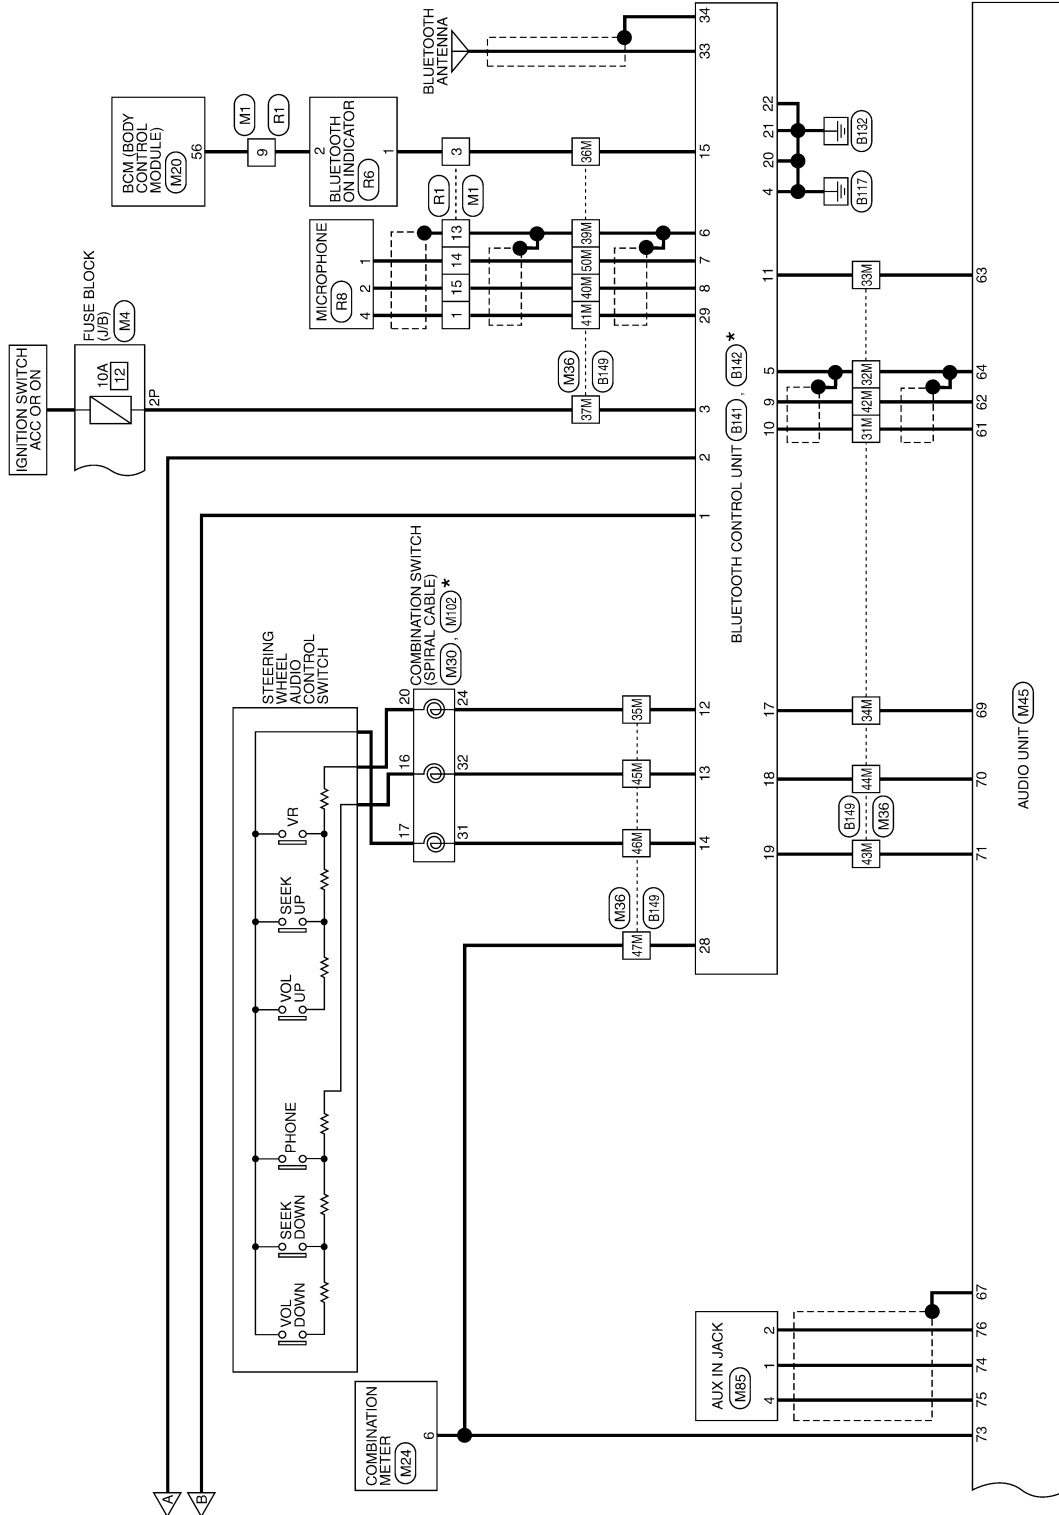 IGNITION SWITCH
ACC OR ON
FUSE BLOCK
(J/B)
M4
10A
12
2P
BCM (BODY
CONTROL
MODULE)
M20
56
M1
R1
9
2
BLUETOOTH
ON INDICATOR
R6
1
3
36M
15
BLUETOOTH
ANTENNA
34
33
MICROPHONE
R8
1
2
4
R1
M1
13
14
15
1
39M
50M
40M
41M
6
7
8
29
M36
B149
37M
3
2
1
22
21
20
4
B132
B117
BLUETOOTH CONTROL UNIT B141 , B142 *
11
33M
63
5
9
10
32M
42M
31M
64
62
61
STEERING
WHEEL
AUDIO
CONTROL
SWITCH
VR
SEEK
UP
VOL
UP
PHONE
SEEK
DOWN
VOL
DOWN
COMBINATION SWITCH
(SPIRAL CABLE)
M30 , M102 *
20
16
17
24
32
31
35M
45M
46M
12
13
14
M36
B149
47M
28
17
18
19
34M
44M
B149
M36
43M
69
70
71
AUDIO UNIT M45
COMBINATION
METER
M24
6
AUX IN JACK
M85
2
1
4
67
76
74
75
73
A
B